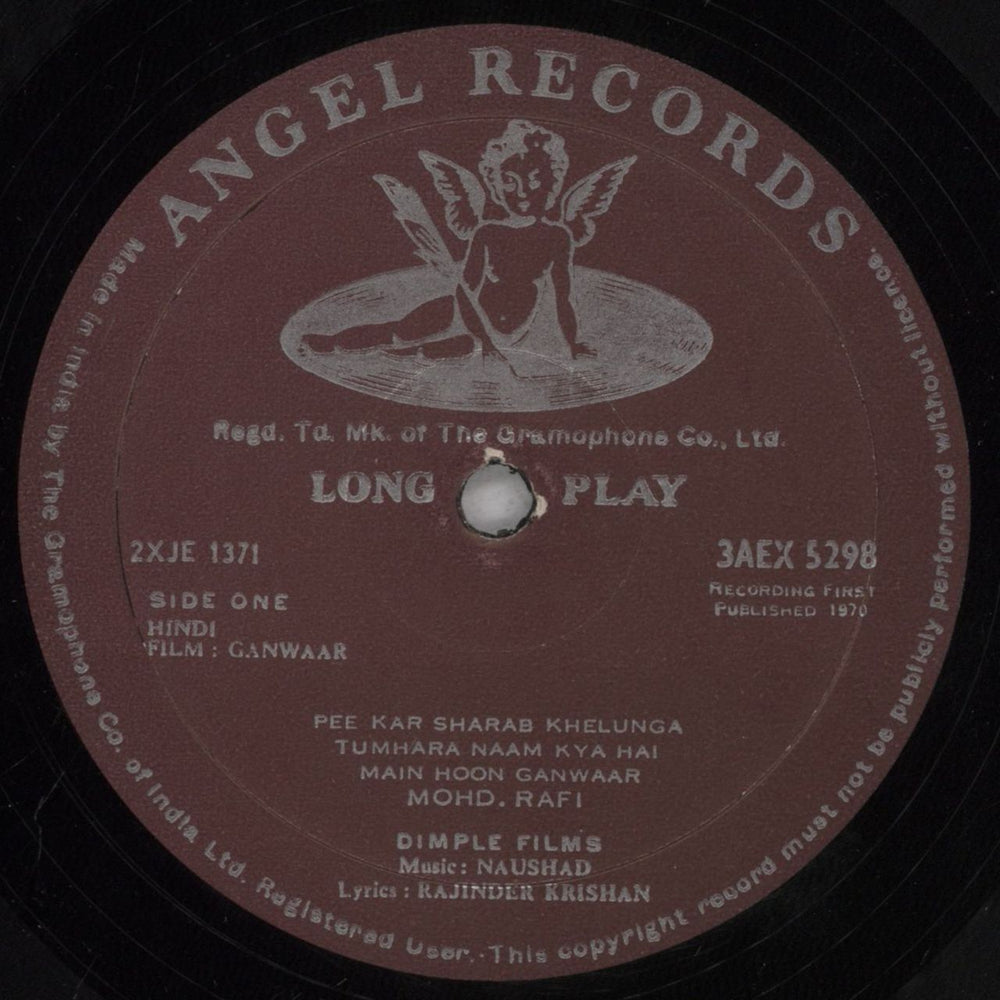 ANGEL RECORDS
Regd. Td. Mk. of The Gramophone Co., Ltd.
LONG PLAY
2XJE 1371
3AEX 5298
SIDE ONE
RECORDING FIRST
PUBLISHED 1970
HINDI
FILM : GANWAAR
PEE KAR SHARAB KHELUNGA
TUMHARA NAAM KYA HAI
MAIN HOON GANWAAR
MOHD. RAFI
DIMPLE FILMS
Music: NAUSHAD
Lyrics : RAJINDER KRISHAN
Made in India by The Gramophone Co. of India Ltd. Registered User.-This copyright record must not be publicly performed without licence.